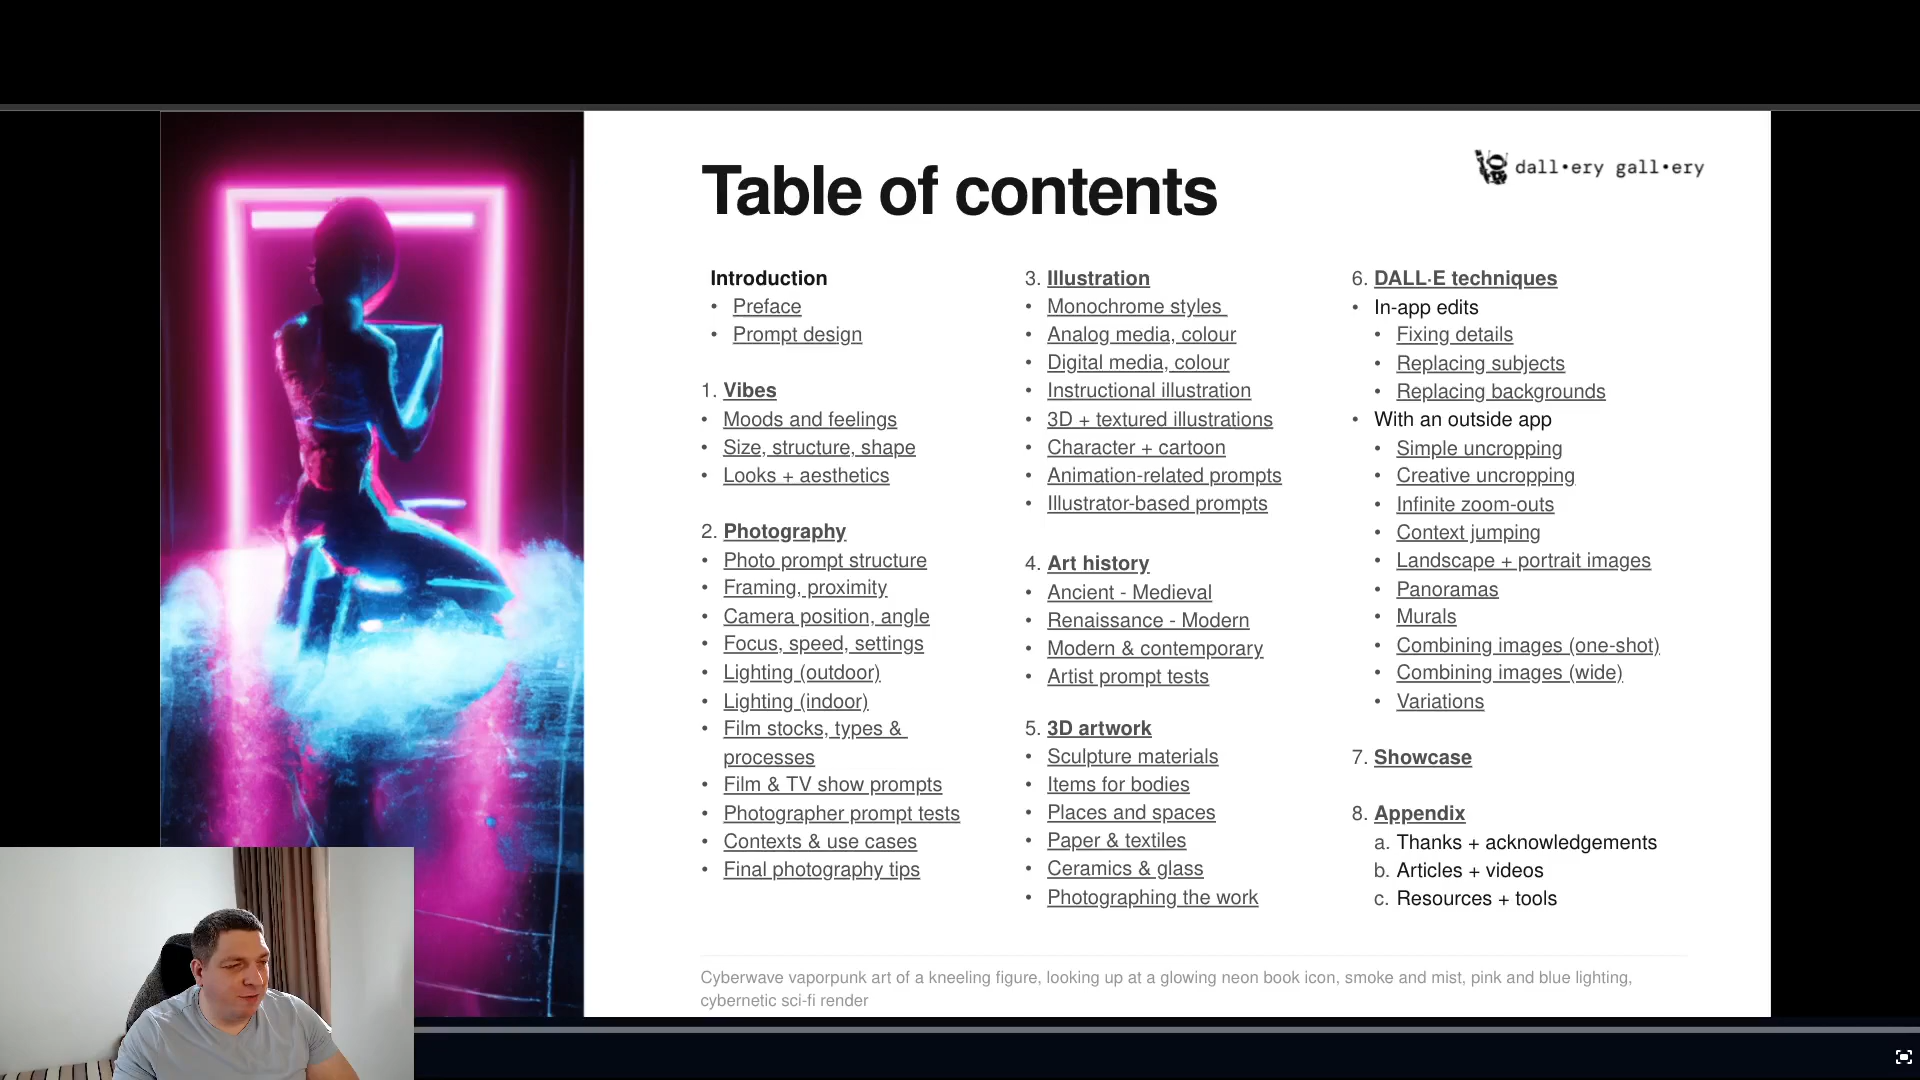 Table of contents
dall•ery gall•ery
Introduction
• Preface
• Prompt design
1. Vibes
• Moods and feelings
• Size, structure, shape
• Looks + aesthetics
2. Photography
• Photo prompt structure
• Framing, proximity
• Camera position, angle
• Focus, speed, settings
• Lighting (outdoor)
• Lighting (indoor)
• Film stocks, types &
processes
• Film & TV show prompts
• Photographer prompt tests
• Contexts & use cases
• Final photography tips
3. Illustration
• Monochrome styles
• Analog media, colour
• Digital media, colour
• Instructional illustration
• 3D + textured illustrations
• Character + cartoon
• Animation-related prompts
• Illustrator-based prompts
4. Art history
• Ancient - Medieval
• Renaissance - Modern
• Modern & contemporary
• Artist prompt tests
5. 3D artwork
• Sculpture materials
• Items for bodies
• Places and spaces
• Paper & textiles
• Ceramics & glass
• Photographing the work
6. DALL·E techniques
• In-app edits
• Fixing details
• Replacing subjects
• Replacing backgrounds
• With an outside app
• Simple uncropping
• Creative uncropping
• Infinite zoom-outs
• Context jumping
• Landscape + portrait images
• Panoramas
• Murals
• Combining images (one-shot)
• Combining images (wide)
• Variations
7. Showcase
8. Appendix
a. Thanks + acknowledgements
b. Articles + videos
c. Resources + tools
Cyberwave vaporpunk art of a kneeling figure, looking up at a glowing neon book icon, smoke and mist, pink and blue lighting,
cybernetic sci-fi render